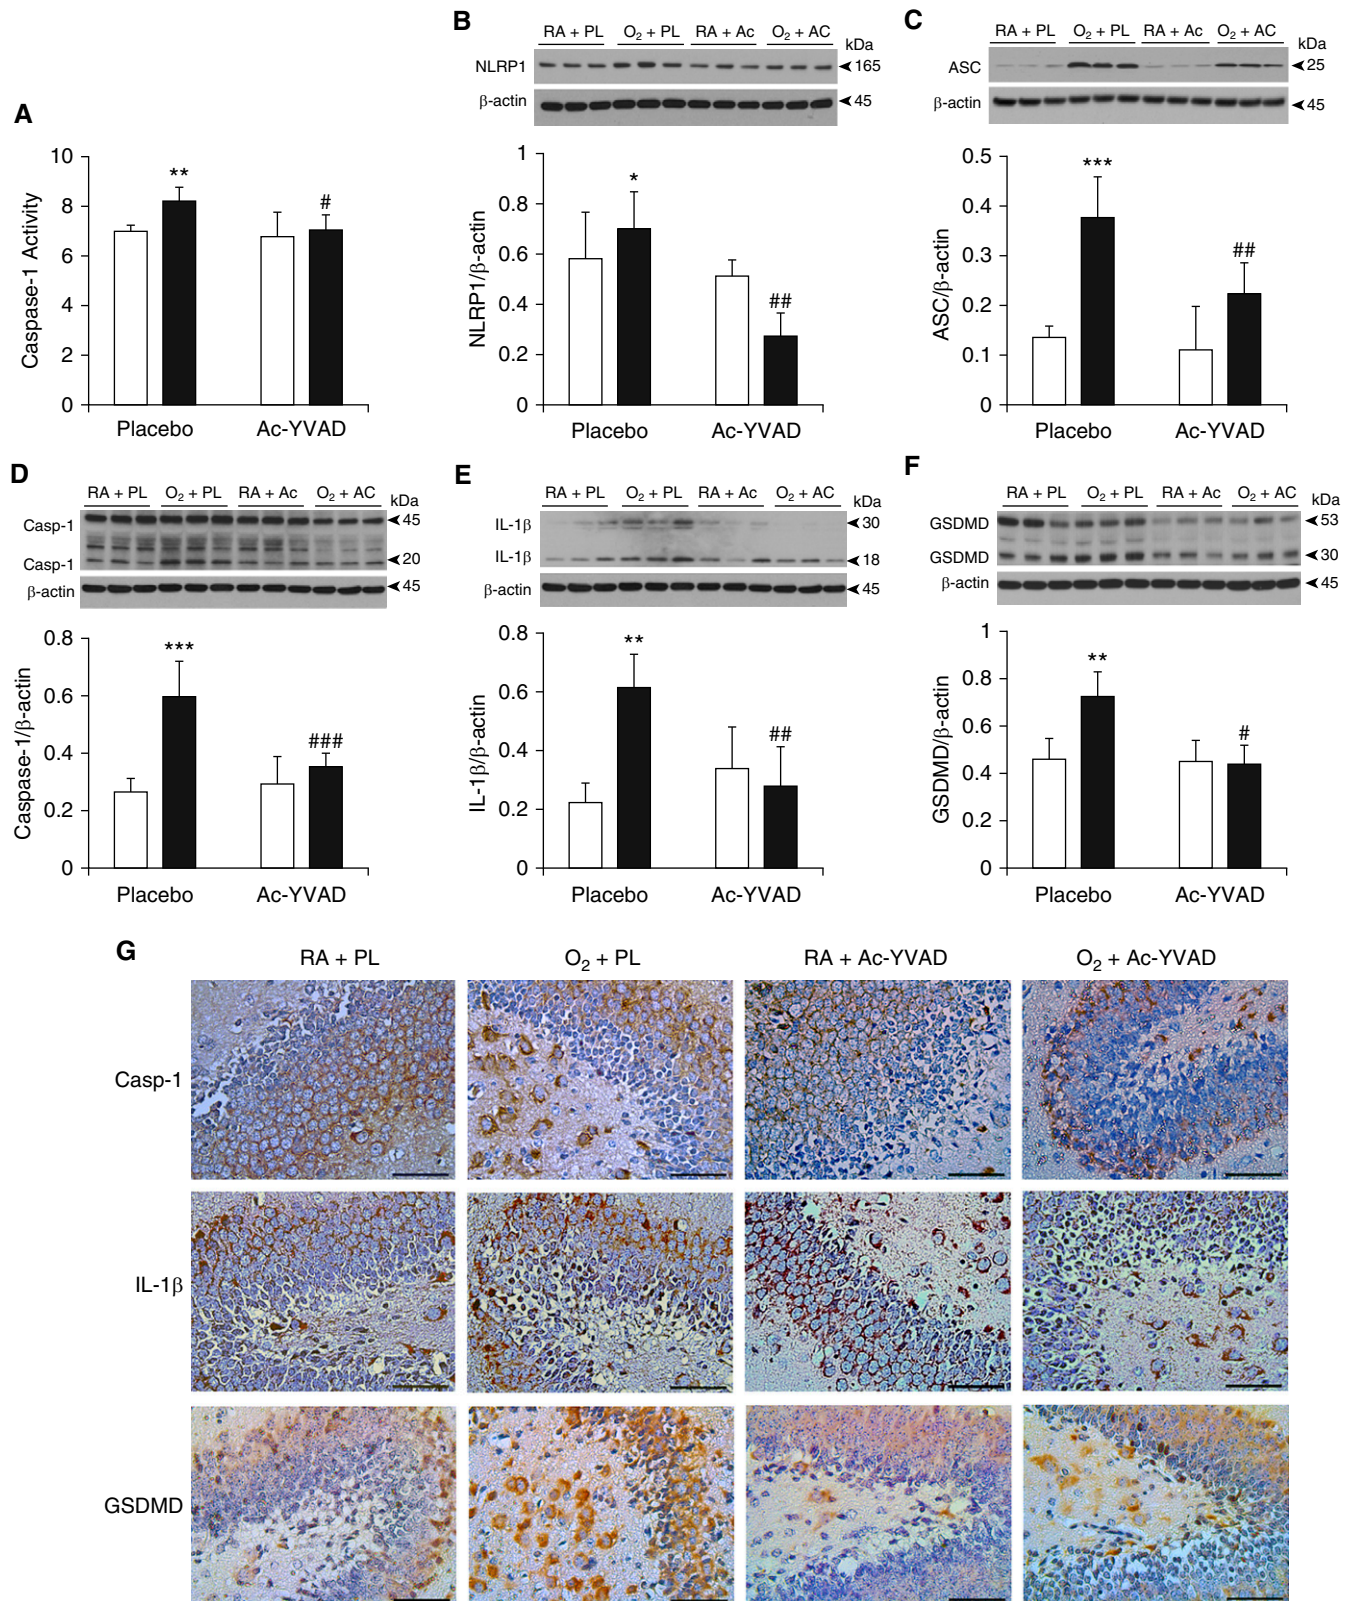 A
Caspase-1 Activity
10
8
6
4
2
0
**
#
Placebo
Ac-YVAD
B
RA + PL
O₂ + PL
RA + Ac
O₂ + AC
kDa
NLRP1
165
β-actin
45
NLRP1/β-actin
1
0.8
0.6
0.4
0.2
0
*
##
Placebo
Ac-YVAD
C
RA + PL
O₂ + PL
RA + Ac
O₂ + AC
kDa
ASC
25
β-actin
45
ASC/β-actin
0.5
0.4
0.3
0.2
0.1
0
***
##
Placebo
Ac-YVAD
D
RA + PL
O₂ + PL
RA + Ac
O₂ + AC
kDa
Casp-1
45
Casp-1
20
β-actin
45
Caspase-1/β-actin
0.8
0.6
0.4
0.2
0
***
###
Placebo
Ac-YVAD
E
RA + PL
O₂ + PL
RA + Ac
O₂ + AC
kDa
IL-1β
30
IL-1β
18
β-actin
45
IL-1β/β-actin
0.8
0.6
0.4
0.2
0
**
##
Placebo
Ac-YVAD
F
RA + PL
O₂ + PL
RA + Ac
O₂ + AC
kDa
GSDMD
53
GSDMD
30
β-actin
45
GSDMD/β-actin
1
0.8
0.6
0.4
0.2
0
**
#
Placebo
Ac-YVAD
G
RA + PL
O₂ + PL
RA + Ac-YVAD
O₂ + Ac-YVAD
Casp-1
IL-1β
GSDMD